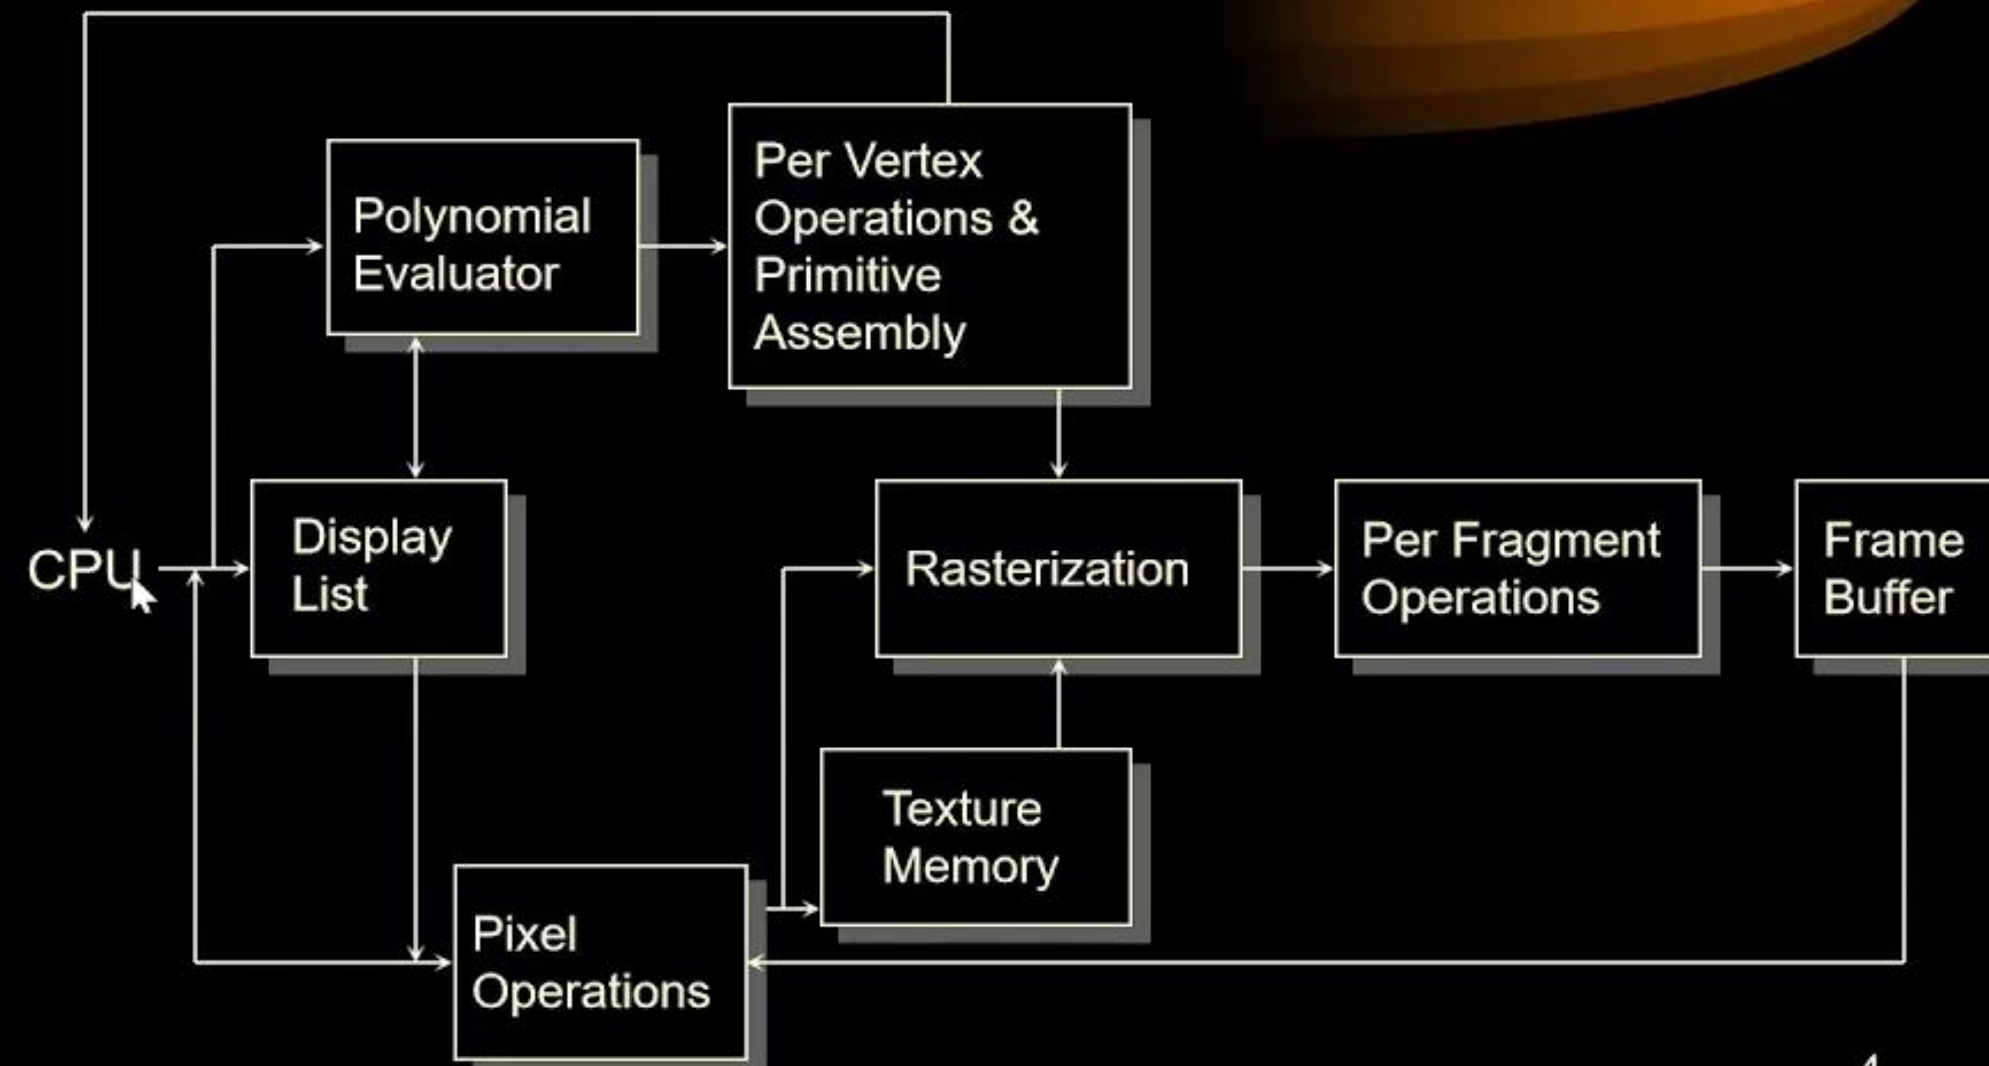 Per Vertex
Operations &
Primitive
Assembly
Polynomial
Evaluator
CPU
Display
List
Rasterization
Per Fragment
Operations
Frame
Buffer
Texture
Memory
Pixel
Operations